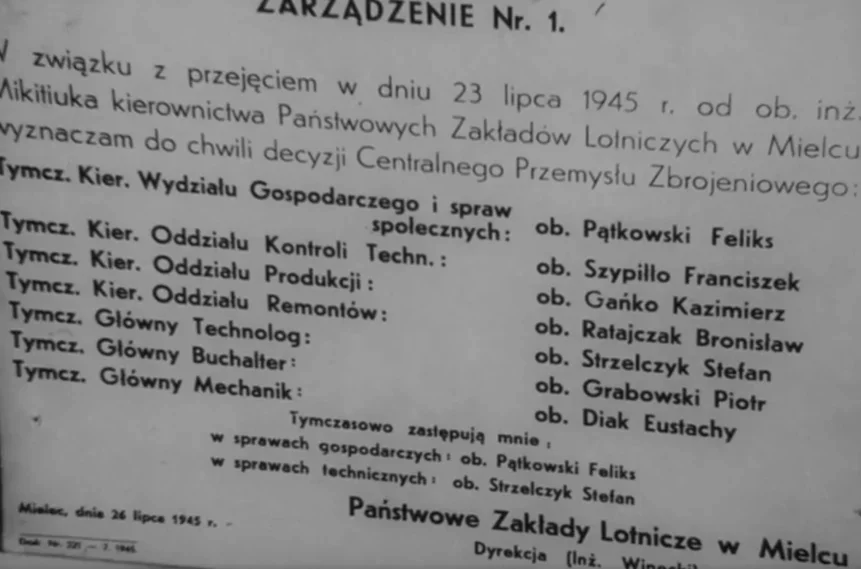 ZARZĄDZENIE Nr. 1.
W związku z przejęciem w dniu 23 lipca 1945 r. od ob. inż.
Mikitiuka kierownictwa Państwowych Zakładów Lotniczych w Mielcu
wyznaczam do chwili decyzji Centralnego Przemysłu Zbrojeniowego:
Tymcz. Kier. Wydziału Gospodarczego i spraw
społecznych: ob. Pątkowski Feliks
Tymcz. Kier. Oddziału Kontroli Techn.: ob. Szypillo Franciszek
Tymcz. Kier. Oddziału Produkcji: ob. Gańko Kazimierz
Tymcz. Kier. Oddziału Remontów: ob. Ratajczak Bronisław
Tymcz. Główny Technolog: ob. Strzelczyk Stefan
Tymcz. Główny Buchalter: ob. Grabowski Piotr
Tymcz. Główny Mechanik: ob. Diak Eustachy
Tymczasowo zastępują mnie:
w sprawach gospodarczych: ob. Pątkowski Feliks
w sprawach technicznych: ob. Strzelczyk Stefan
Państwowe Zakłady Lotnicze w Mielcu
Mielec, dnia 26 lipca 1945 r.
Dyrekcja (Inż.